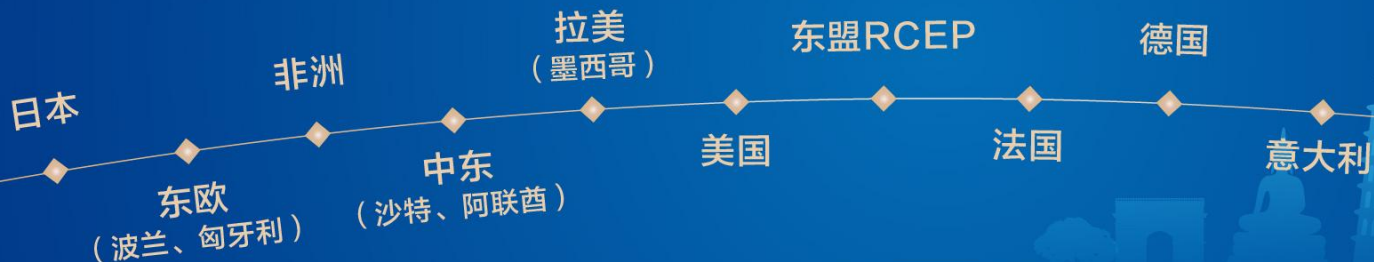 日本
东欧
（波兰、匈牙利）
非洲
中东
（沙特、阿联酋）
拉美
（墨西哥）
美国
东盟RCEP
法国
德国
意大利